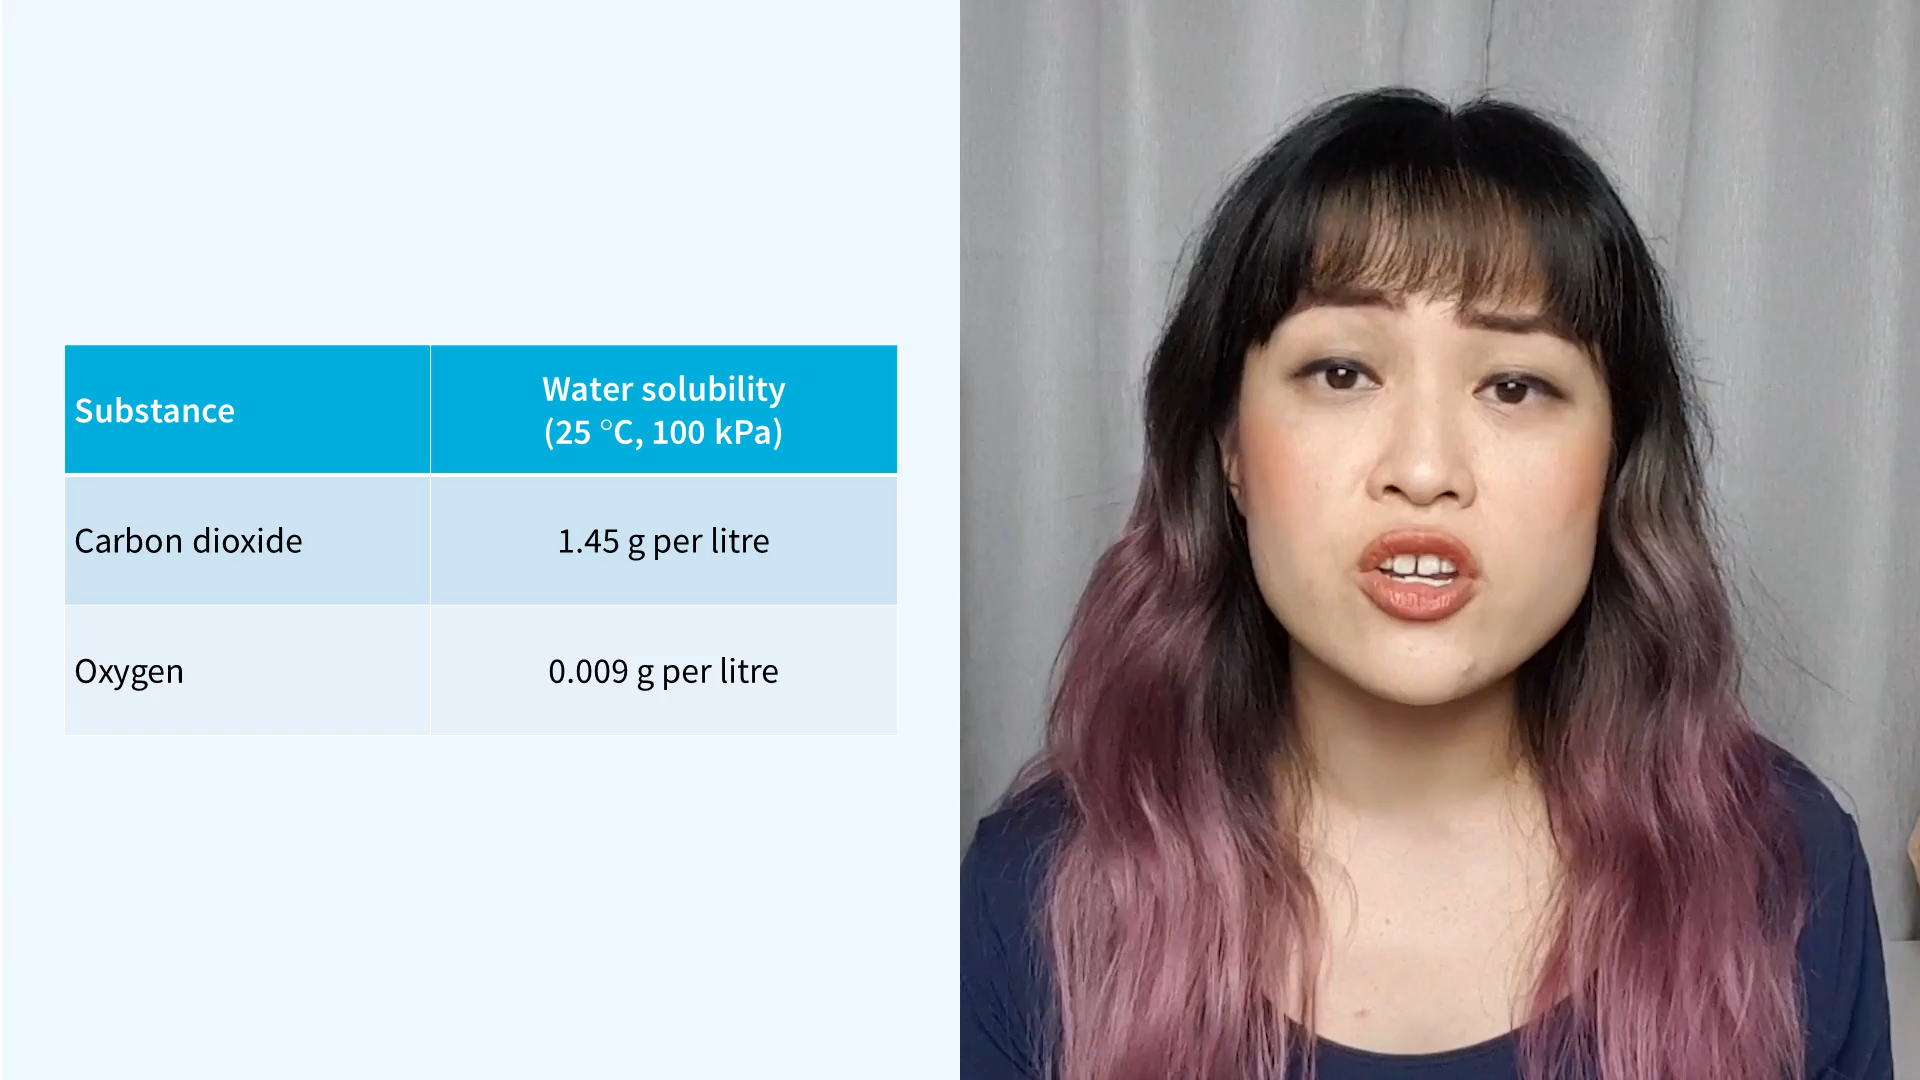 Substance
Water solubility
(25 °C, 100 kPa)
Carbon dioxide
1.45 g per litre
Oxygen
0.009 g per litre